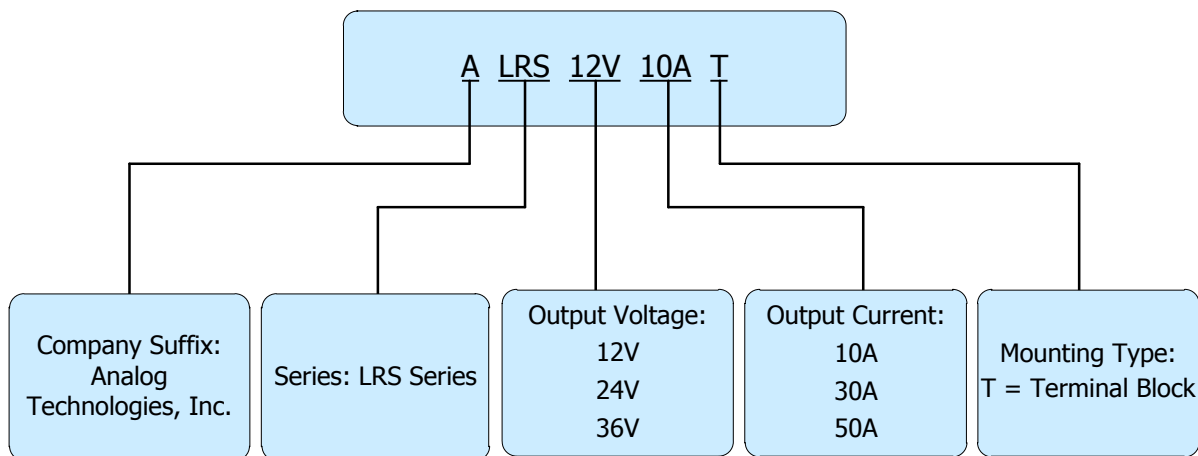 A LRS 12V 10A T
Company Suffix:
Analog
Technologies, Inc.
Series: LRS Series
Output Voltage:
12V
24V
36V
Output Current:
10A
30A
50A
Mounting Type:
T = Terminal Block